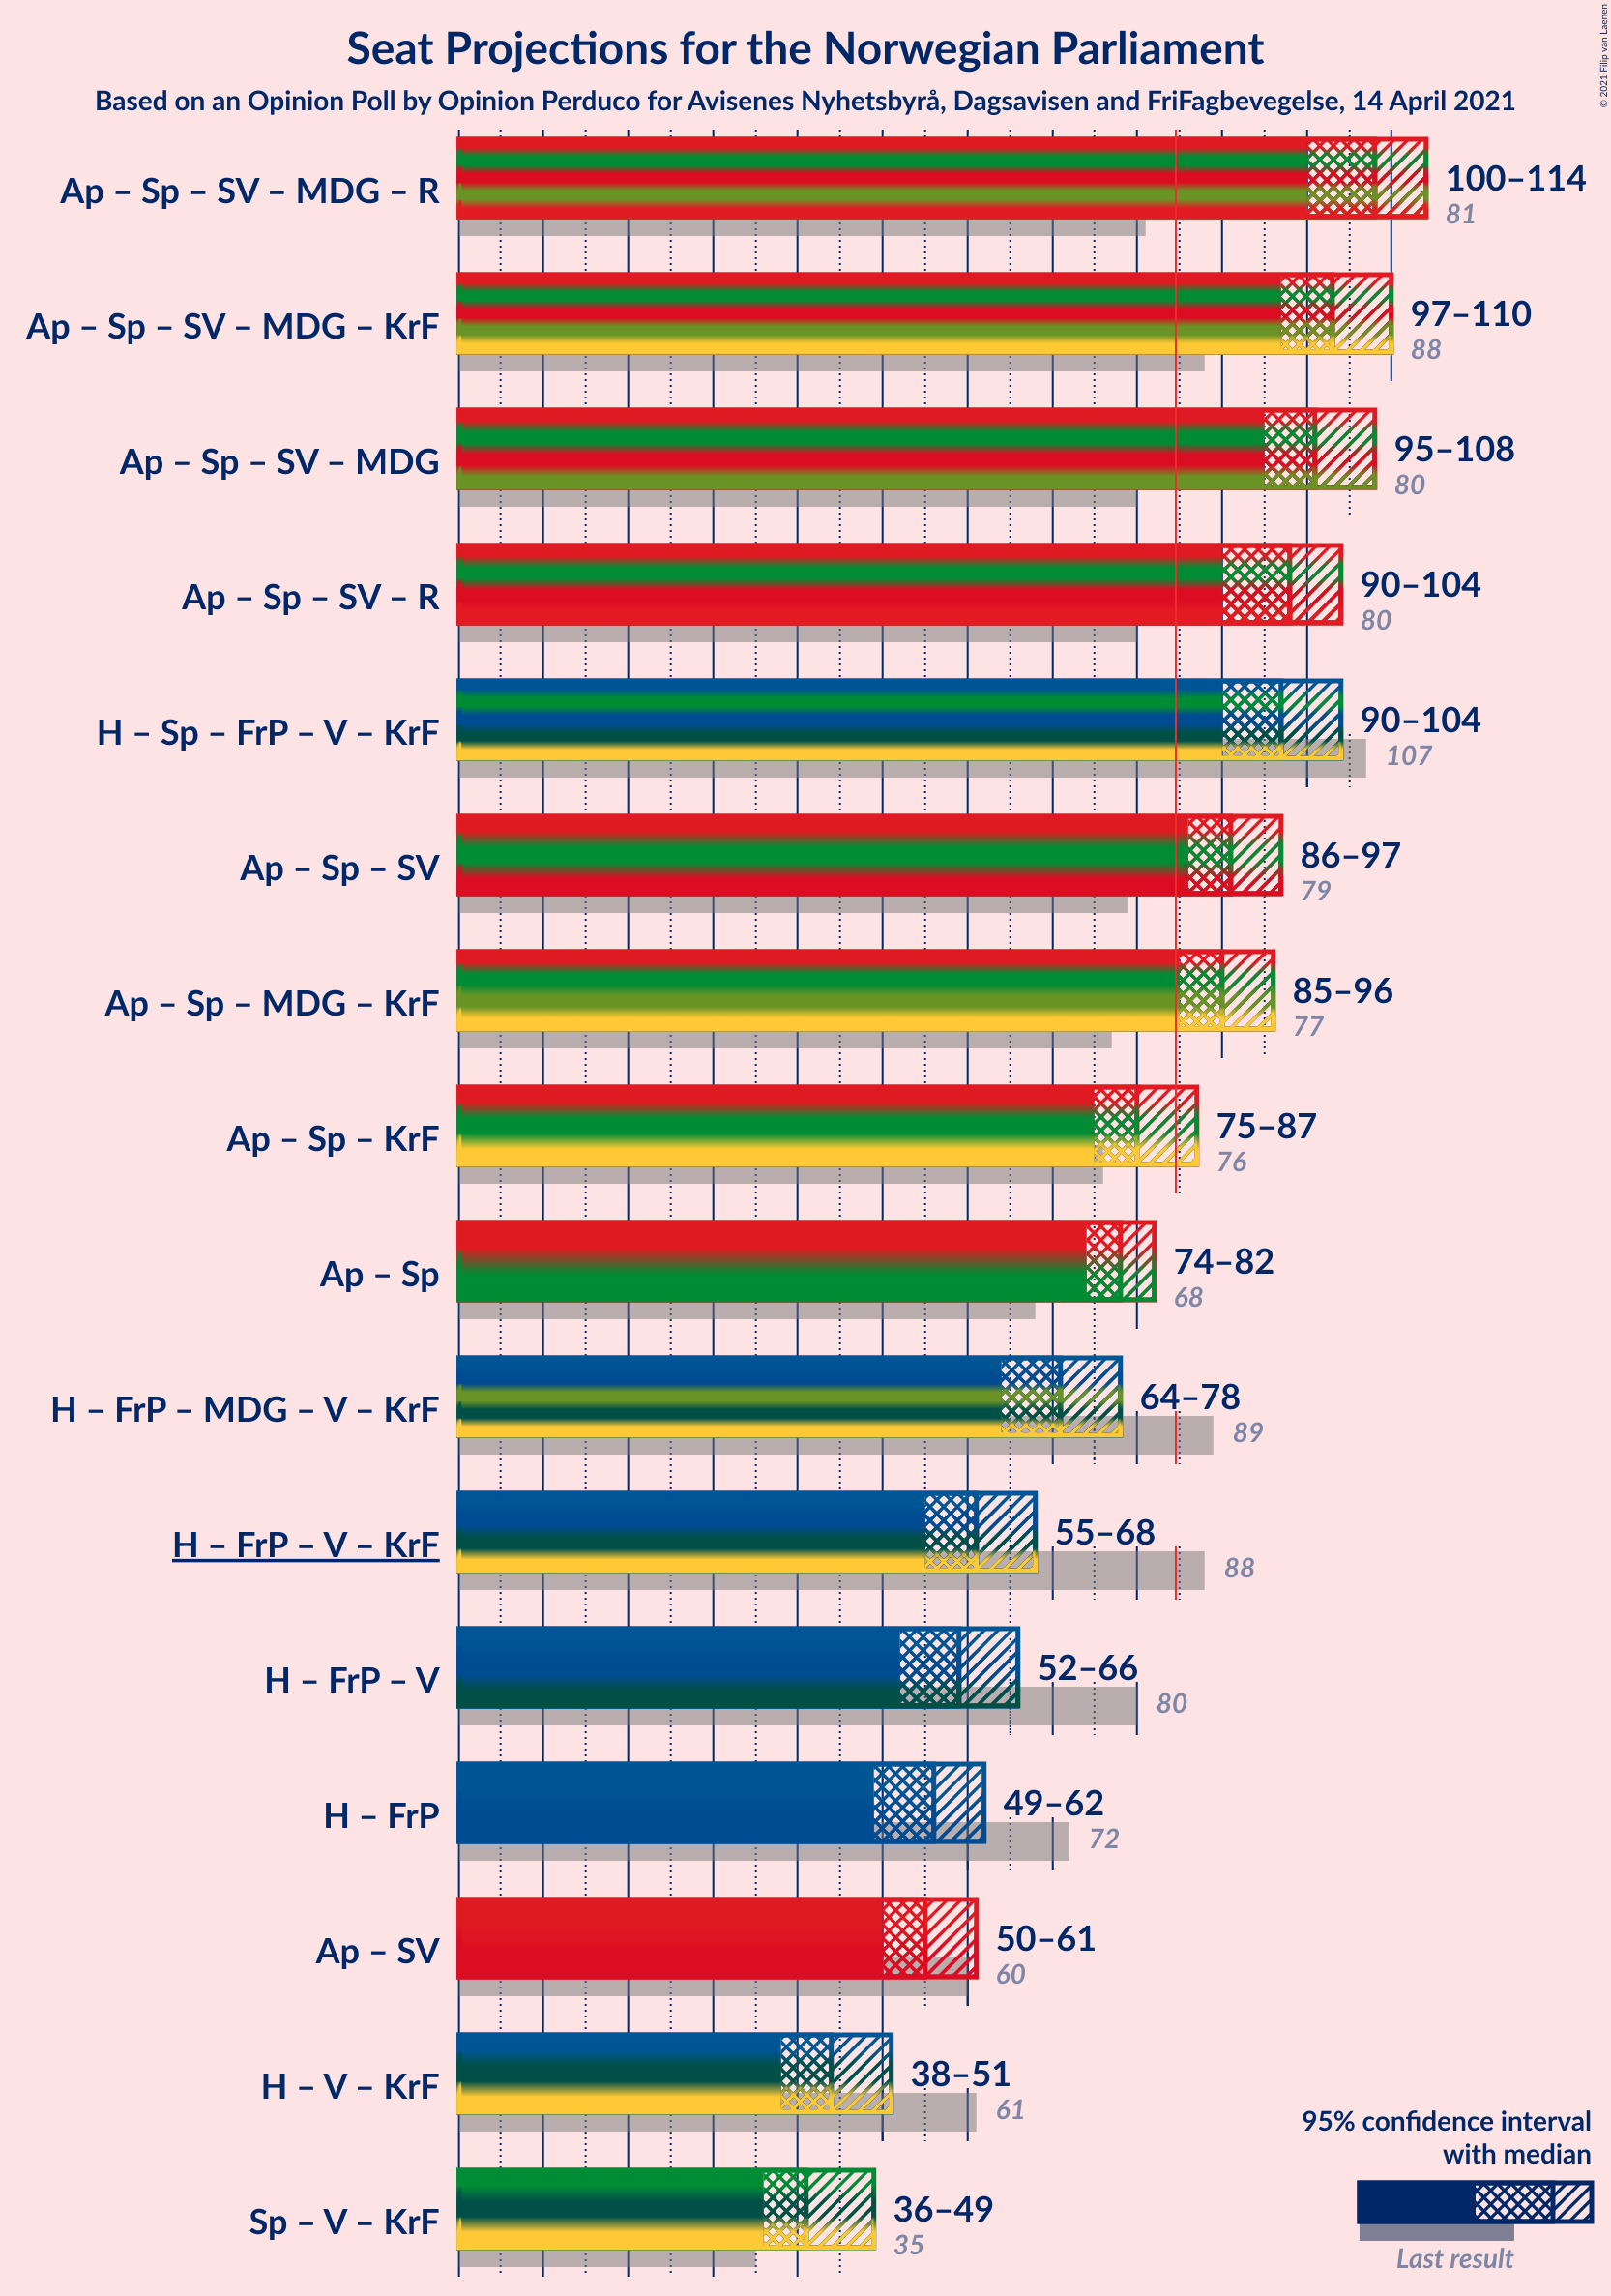 Seat Projections for the Norwegian Parliament
Based on an Opinion Poll by Opinion Perduco for Avisenes Nyhetsbyrå, Dagsavisen and FriFagbevegelse, 14 April 2021
© 2021 Filip van Laenen
Ap – Sp – SV – MDG – R
100–114
81
Ap – Sp – SV – MDG – KrF
97–110
88
Ap – Sp – SV – MDG
95–108
80
Ap – Sp – SV – R
90–104
80
H – Sp – FrP – V – KrF
90–104
107
Ap – Sp – SV
86–97
79
Ap – Sp – MDG – KrF
85–96
77
Ap – Sp – KrF
75–87
76
Ap – Sp
74–82
68
H – FrP – MDG – V – KrF
64–78
89
H – FrP – V – KrF
55–68
88
H – FrP – V
52–66
80
H – FrP
49–62
72
Ap – SV
50–61
60
H – V – KrF
38–51
61
Sp – V – KrF
36–49
35
95% confidence interval
with median
Last result